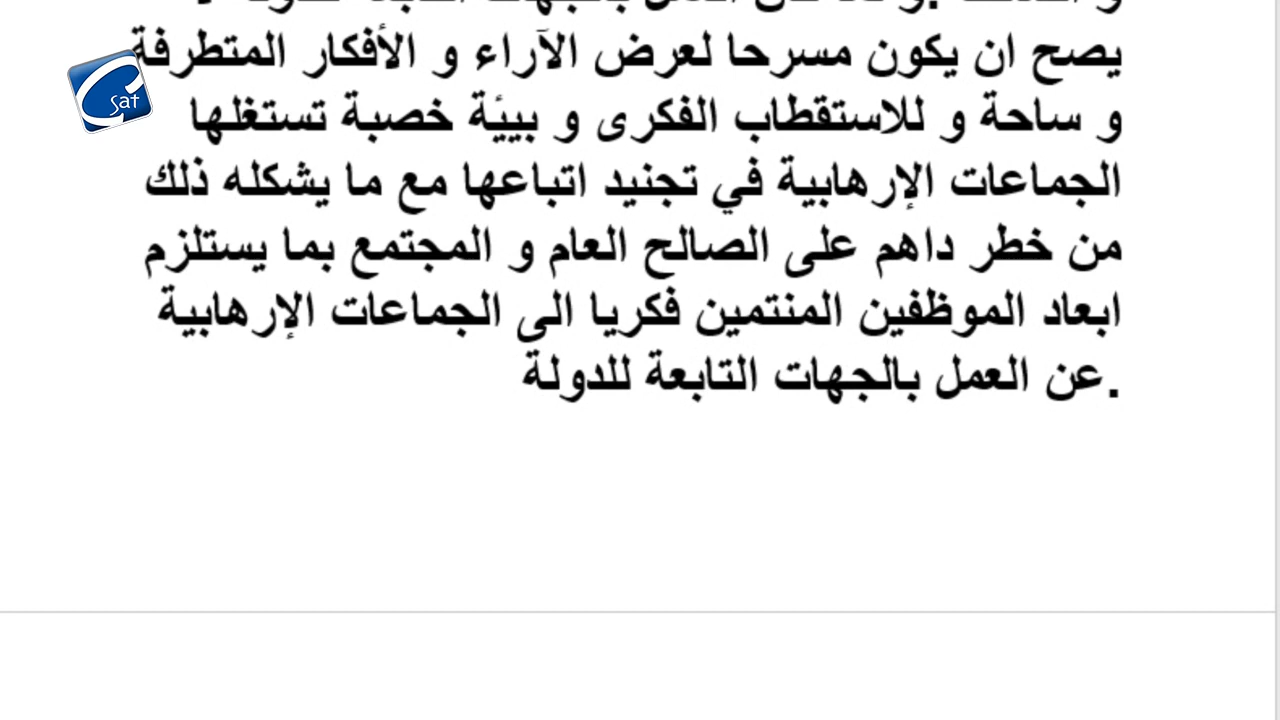 يصح ان يكون مسرحا لعرض الآراء و الأفكار المتطرفة
و ساحة و للاستقطاب الفكرى و بييًة خصبة تستغلها
الجماعات الإرهابية في تجنيد اتباعها مع ما يشكله ذلك
من خطر داهم على الصالح العام و المجتمع بما يستلزم
ابعاد الموظفين المنتمين فكريا الى الجماعات الإرهابية
.عن العمل بالجهات التابعة للدولة
C Sat